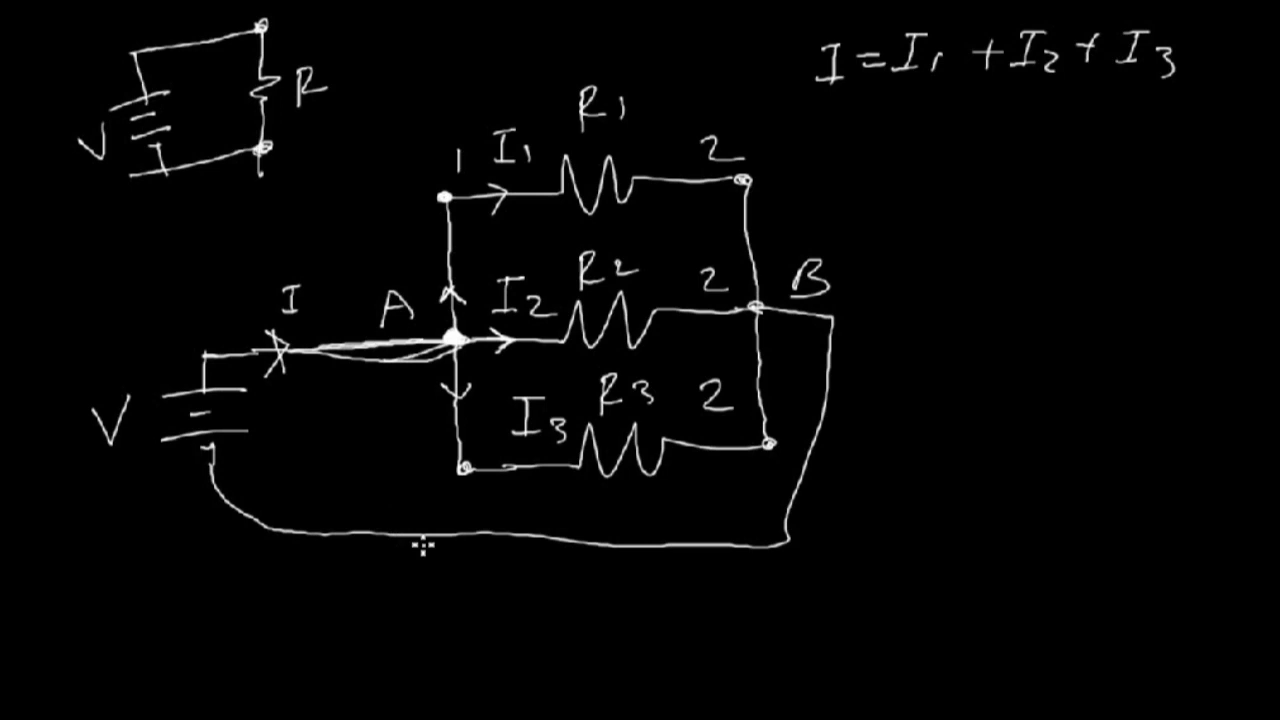 R
V
I = I1 + I2 + I3
R1
1
I1
2
R2
2
B
I
A
I2
R3
2
V
I3